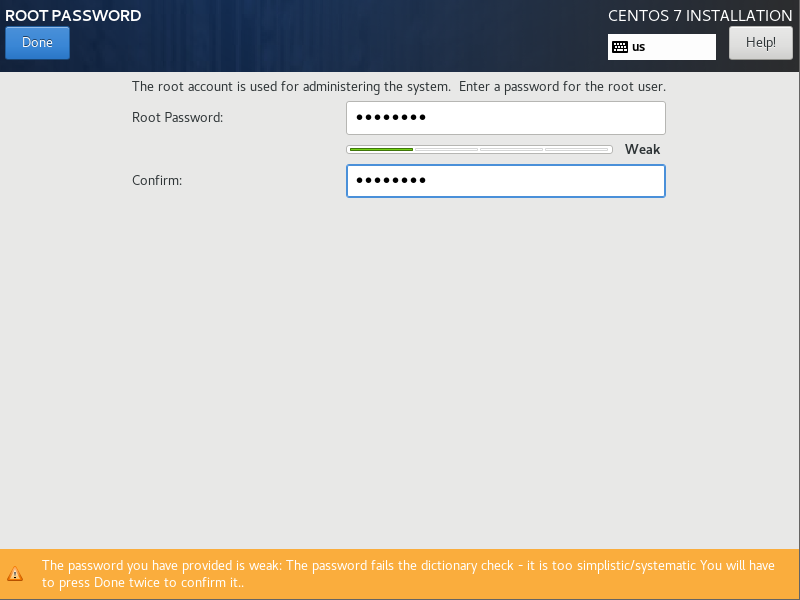 ROOT PASSWORD
CENTOS 7 INSTALLATION
Done
us
Help!
The root account is used for administering the system.  Enter a password for the root user.
Root Password:
●●●●●●●●
Weak
Confirm:
●●●●●●●●
The password you have provided is weak: The password fails the dictionary check - it is too simplistic/systematic You will have
to press Done twice to confirm it..